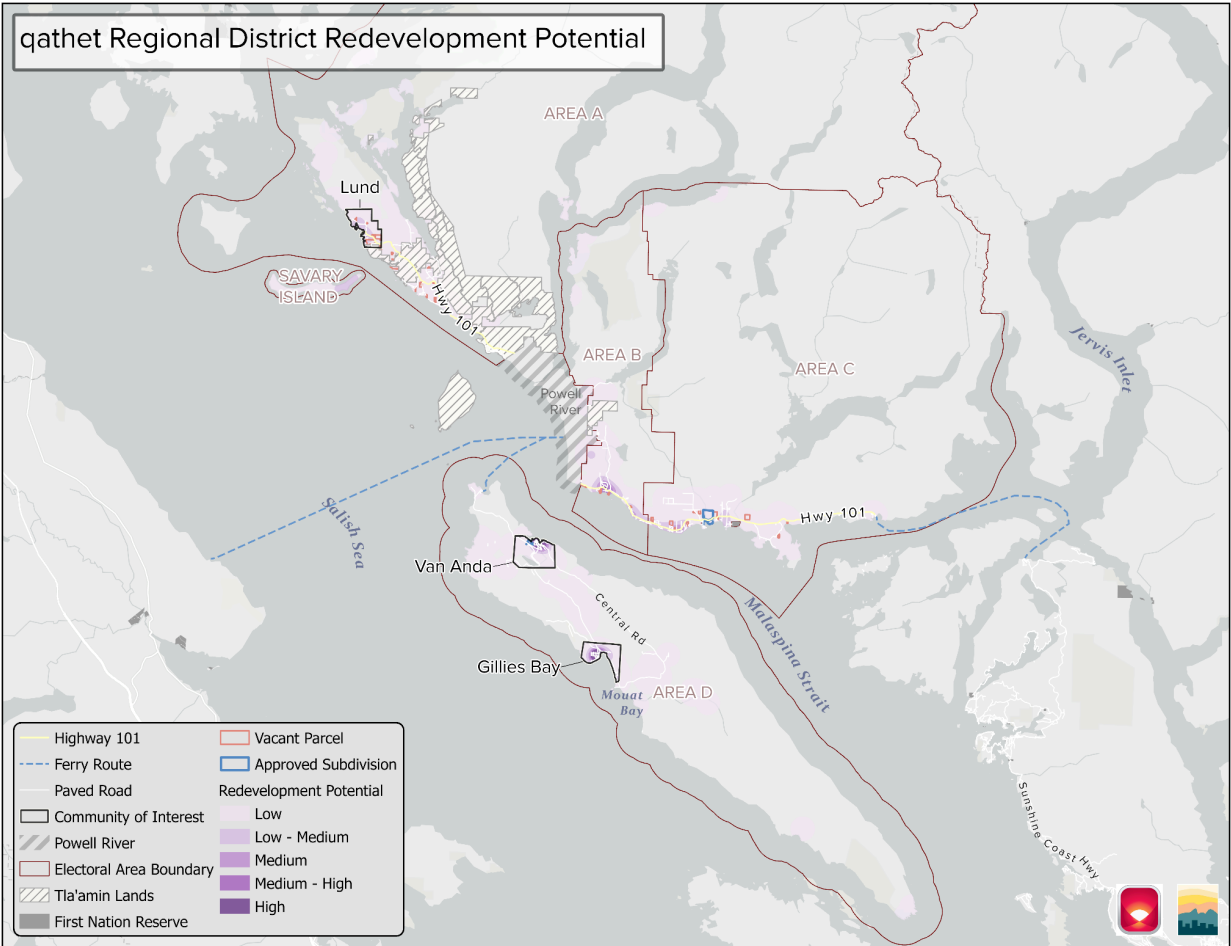 qathet Regional District Redevelopment Potential
AREA A
Lund
SAVARY
ISLAND
Hwy 101
AREA B
AREA C
Jervis Inlet
Powell
River
Salish Sea
Hwy 101
Van Anda
Central Rd
Malaspina Strait
Gillies Bay
Mouat
Bay
AREA D
Sunshine Coast Hwy
Highway 101
Ferry Route
Paved Road
Community of Interest
Powell River
Electoral Area Boundary
Tla'amin Lands
First Nation Reserve
Vacant Parcel
Approved Subdivision
Redevelopment Potential
Low
Low - Medium
Medium
Medium - High
High